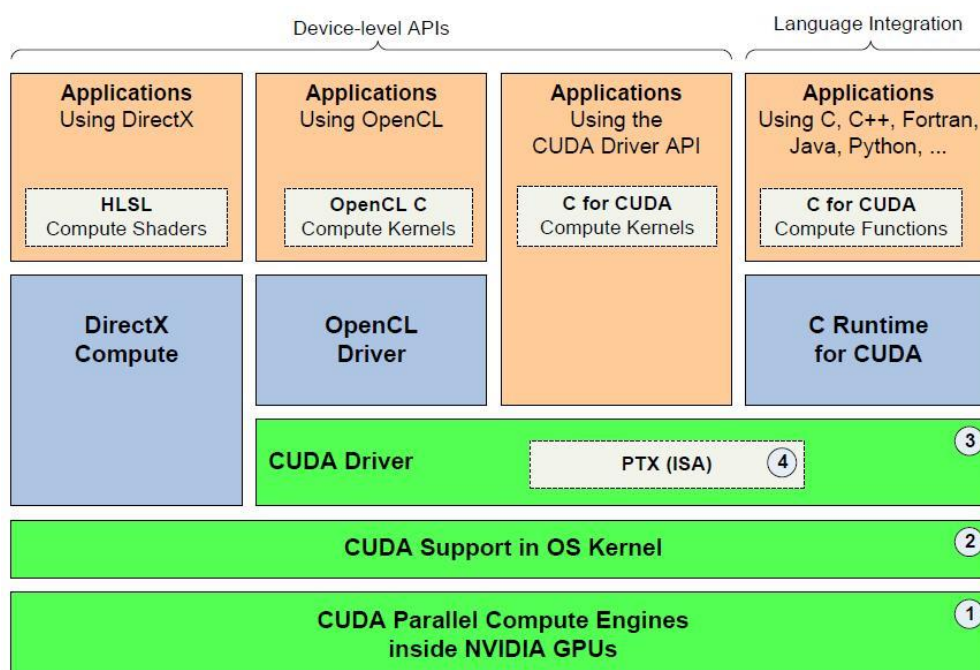 Device-level APIs
Language Integration
Applications
Using DirectX
HLSL
Compute Shaders
Applications
Using OpenCL
OpenCL C
Compute Kernels
Applications
Using the
CUDA Driver API
C for CUDA
Compute Kernels
Applications
Using C, C++, Fortran,
Java, Python, ...
C for CUDA
Compute Functions
DirectX
Compute
OpenCL
Driver
C Runtime
for CUDA
CUDA Driver
PTX (ISA)
4
3
CUDA Support in OS Kernel
2
CUDA Parallel Compute Engines
inside NVIDIA GPUs
1